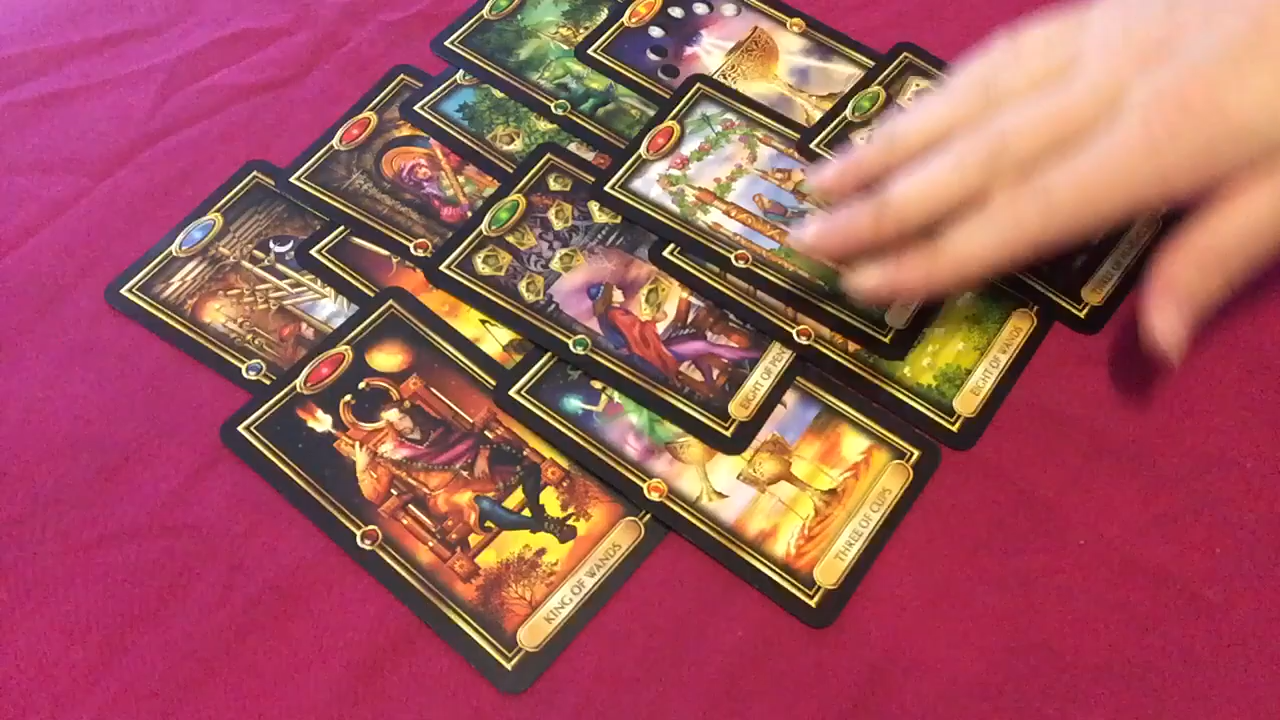 EIGHT OF WANDS
EIGHT OF PEN
THREE OF CUPS
KING OF WANDS